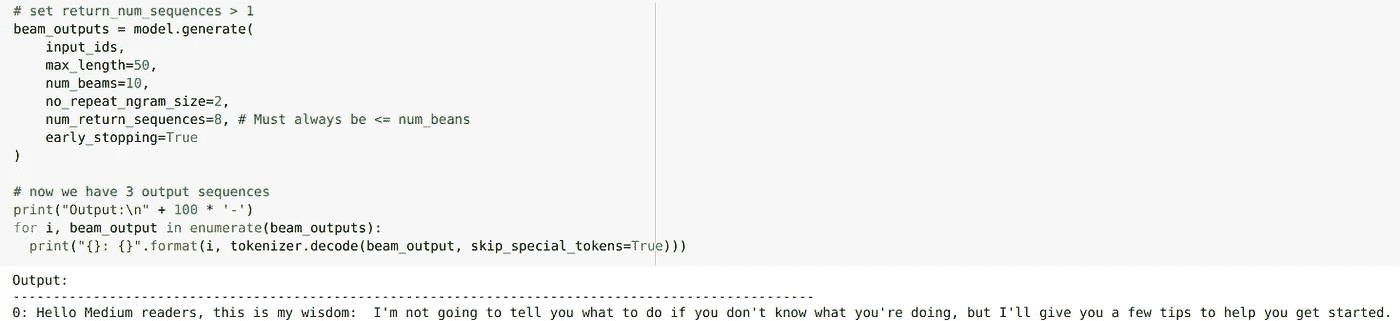 # set return_num_sequences > 1
beam_outputs = model.generate(
    input_ids,
    max_length=50,
    num_beams=10,
    no_repeat_ngram_size=2,
    num_return_sequences=8, # Must always be <= num_beans
    early_stopping=True
)

# now we have 3 output sequences
print("Output:\n" + 100 * '-')
for i, beam_output in enumerate(beam_outputs):
  print("{}: {}".format(i, tokenizer.decode(beam_output, skip_special_tokens=True)))
Output:
----------------------------------------------------------------------------------------------------
0: Hello Medium readers, this is my wisdom:  I'm not going to tell you what to do if you don't know what you're doing, but I'll give you a few tips to help you get started.